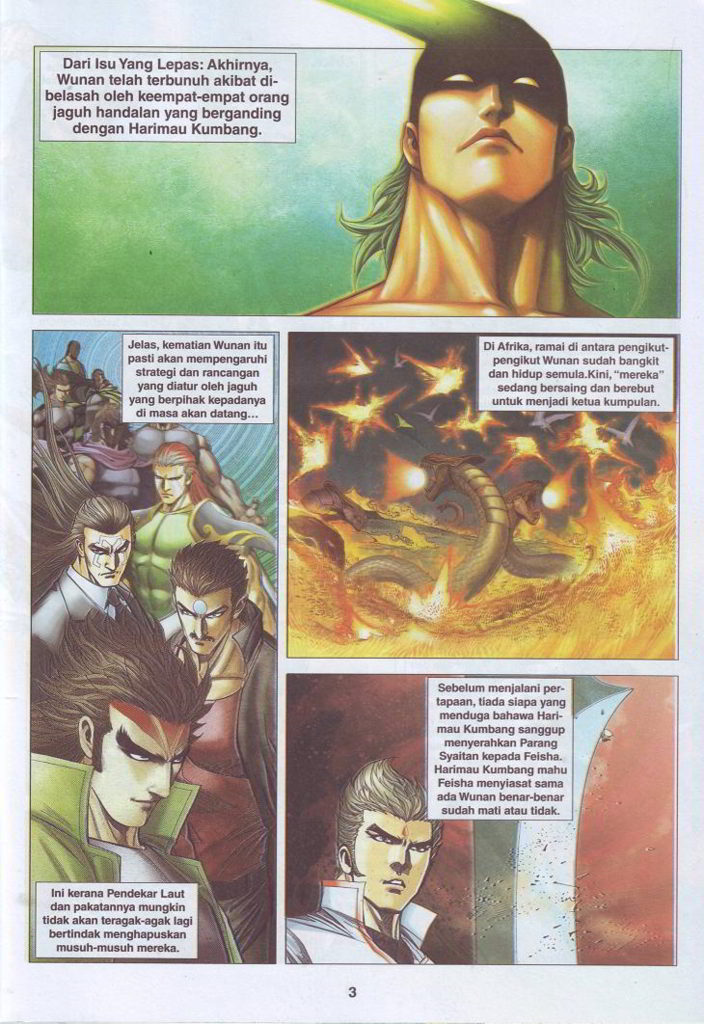 Dari Isu Yang Lepas: Akhirnya,
Wunan telah terbunuh akibat di-
belasah oleh keempat-empat orang
jaguh handalan yang berganding
dengan Harimau Kumbang.
Jelas, kematian Wunan itu
pasti akan mempengaruhi
strategi dan rancangan
yang diatur oleh jaguh
yang berpihak kepadanya
di masa akan datang...
Di Afrika, ramai di antara pengikut-
pengikut Wunan sudah bangkit
dan hidup semula.Kini, “mereka”
sedang bersaing dan berebut
untuk menjadi ketua kumpulan.
Ini kerana Pendekar Laut
dan pakatannya mungkin
tidak akan teragak-agak lagi
bertindak menghapuskan
musuh-musuh mereka.
Sebelum menjalani per-
tapaan, tiada siapa yang
menduga bahawa Hari-
mau Kumbang sanggup
menyerahkan Parang
Syaitan kepada Feisha.
Harimau Kumbang mahu
Feisha menyiasat sama
ada Wunan benar-benar
sudah mati atau tidak.
3